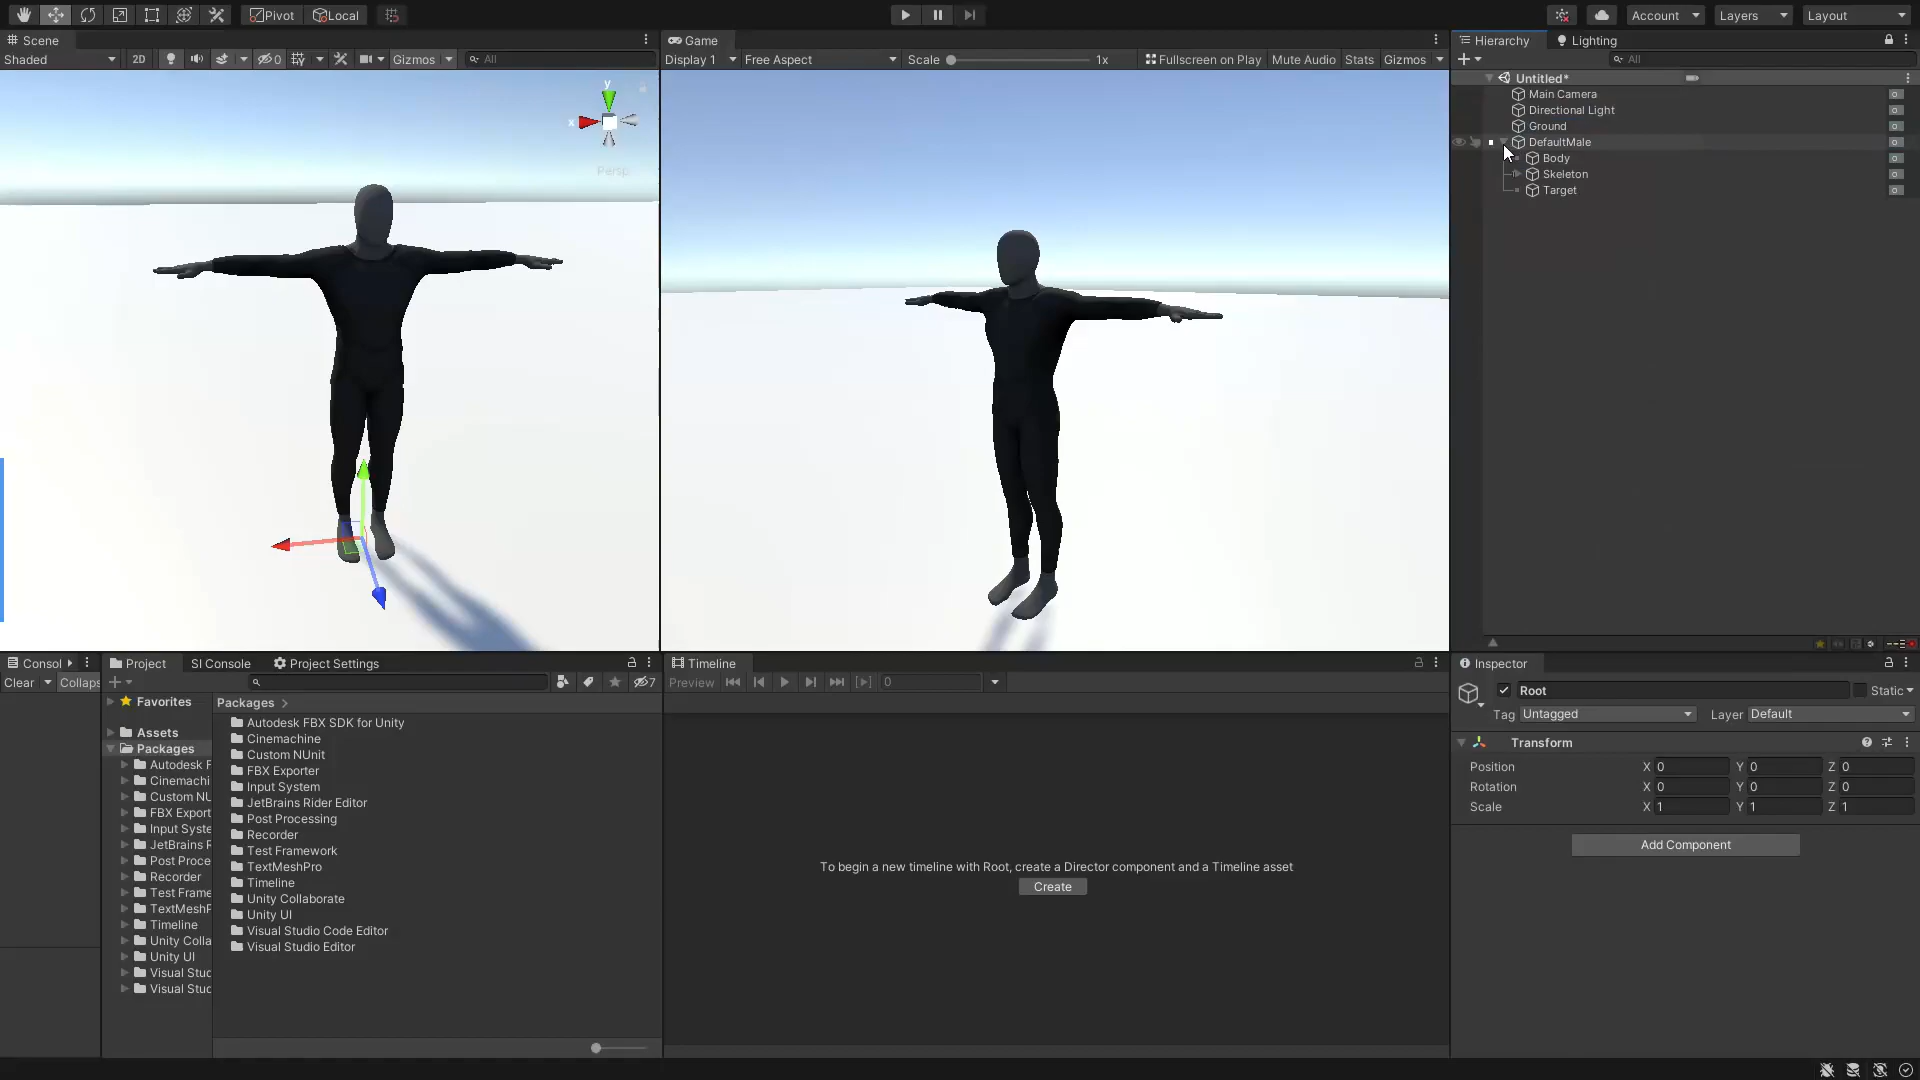 Pivot Local Account Layers Layout
Scene
Shaded 2D 0 Gizmos All
y
x
Persp
Game
Display 1 Free Aspect Scale 1x Fullscreen on Play Mute Audio Stats Gizmos
Hierarchy Lighting
All
Untitled*
Main Camera
Directional Light
Ground
DefaultMale
Body
Skeleton
Target
Consol
Clear Collaps
Project SI Console Project Settings
7
Favorites
Assets
Packages
Autodesk F
Cinemachi
Custom NU
FBX Export
Input Syste
JetBrains R
Post Proce
Recorder
Test Frame
TextMeshP
Timeline
Unity Colla
Unity UI
Visual Stud
Visual Stud
Packages
Autodesk FBX SDK for Unity
Cinemachine
Custom NUnit
FBX Exporter
Input System
JetBrains Rider Editor
Post Processing
Recorder
Test Framework
TextMeshPro
Timeline
Unity Collaborate
Unity UI
Visual Studio Code Editor
Visual Studio Editor
Timeline
Preview 0
To begin a new timeline with Root, create a Director component and a Timeline asset
Create
Inspector
Root Static
Tag Untagged Layer Default
Transform
Position X 0 Y 0 Z 0
Rotation X 0 Y 0 Z 0
Scale X 1 Y 1 Z 1
Add Component